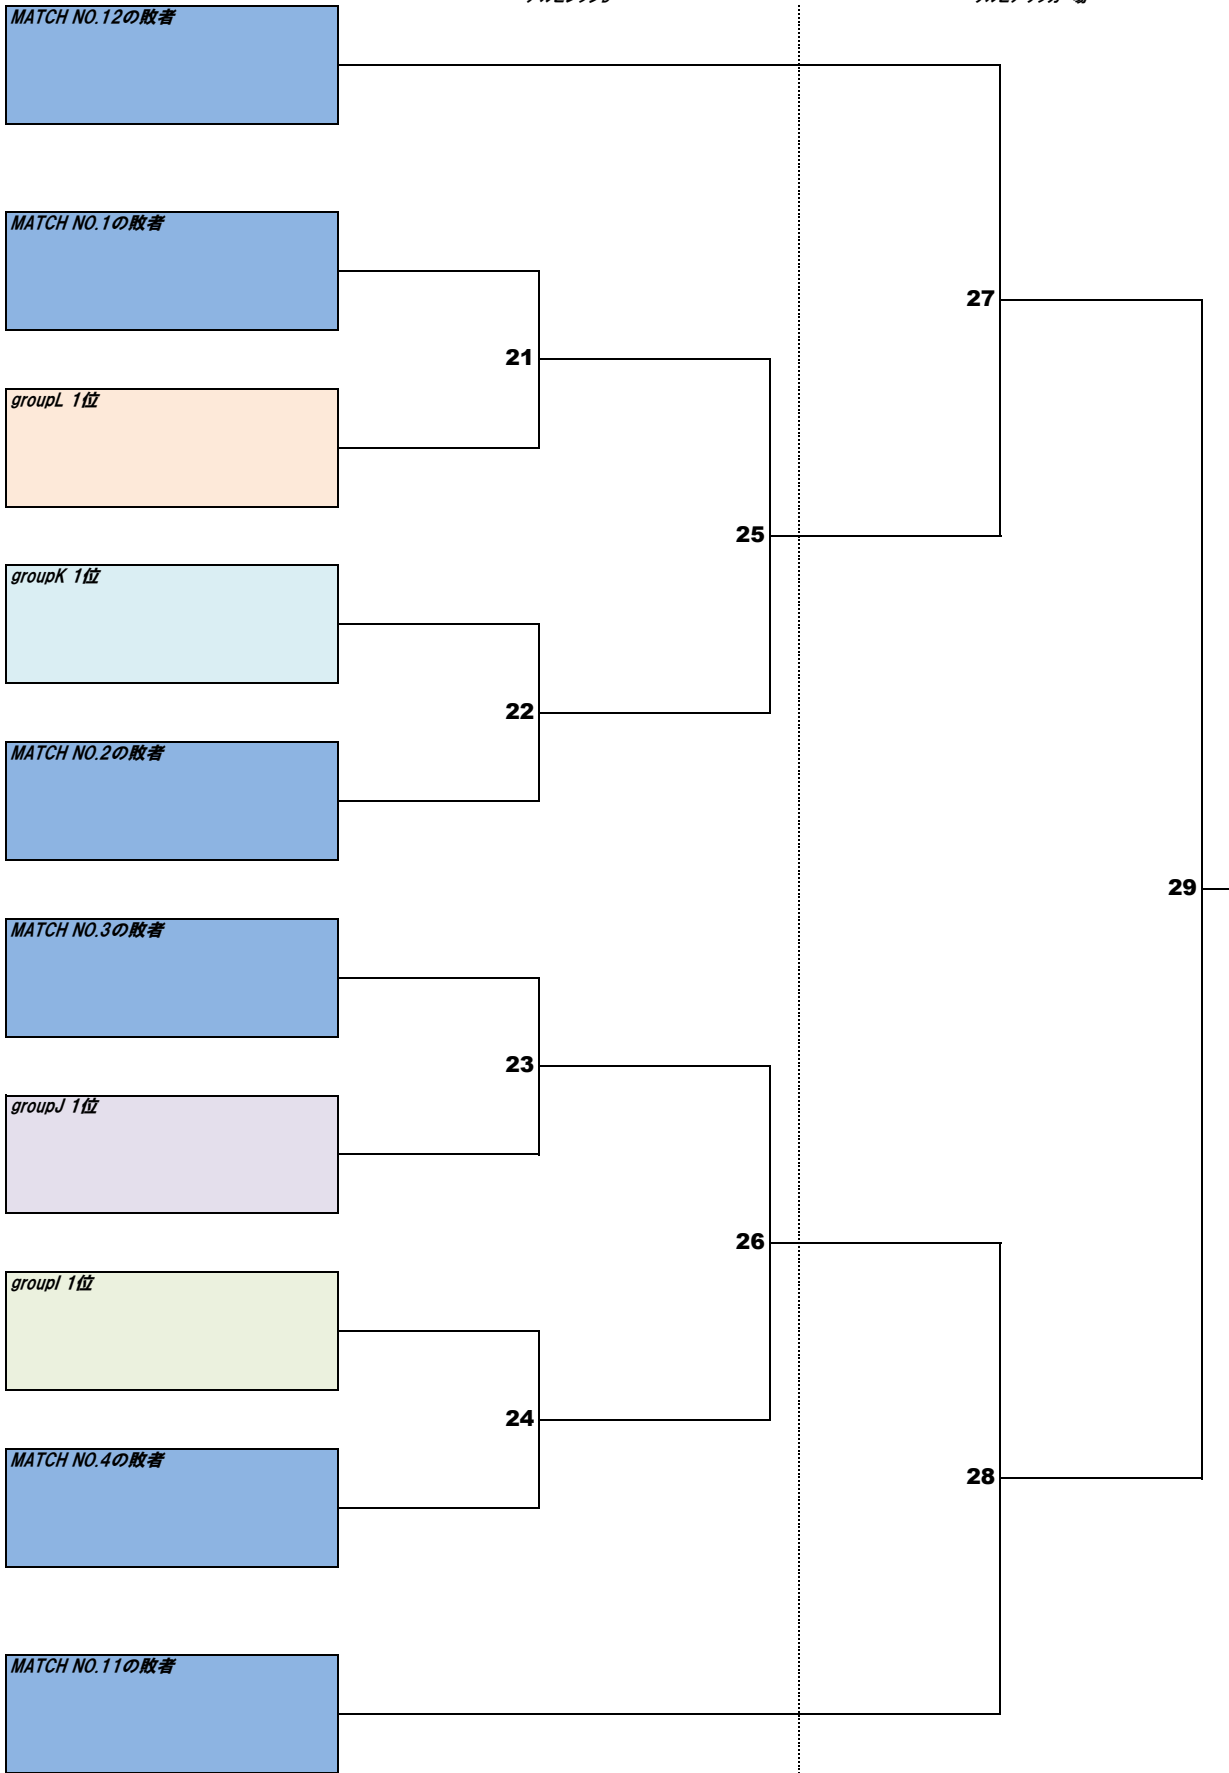 MATCH NO.12の敗者
MATCH NO.1の敗者
27
21
groupL 1位
25
groupK 1位
22
MATCH NO.2の敗者
29
MATCH NO.3の敗者
23
groupJ 1位
26
groupI 1位
24
MATCH NO.4の敗者
28
MATCH NO.11の敗者